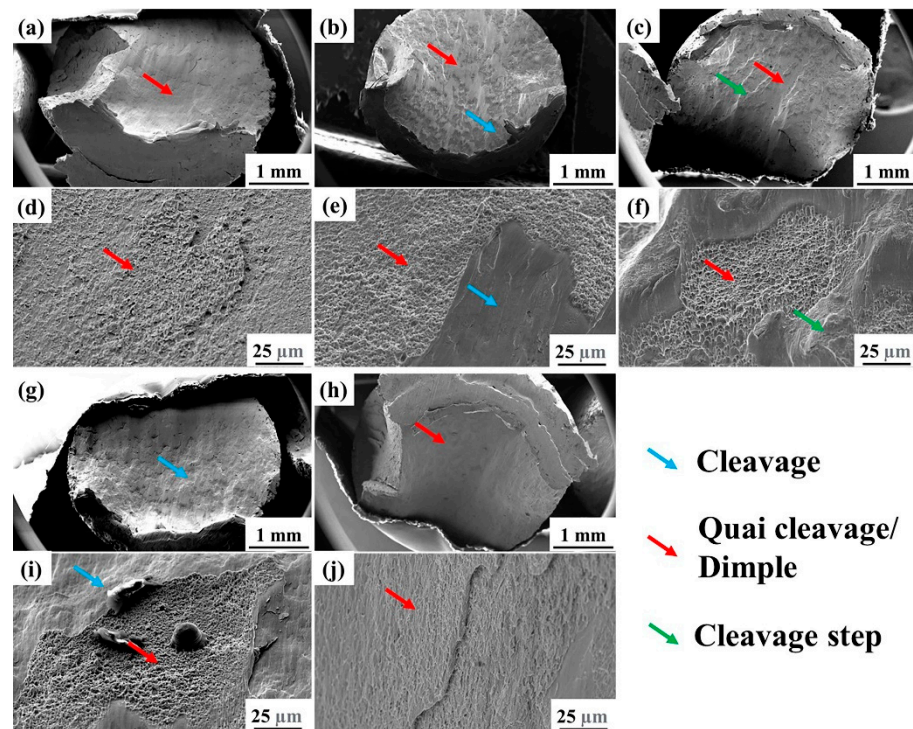 (a)
(b)
(c)
1 mm
1 mm
1 mm
(d)
(e)
(f)
25 μm
25 μm
25 μm
(g)
(h)
1 mm
1 mm
(i)
(j)
25 μm
25 μm
Cleavage
Quai cleavage/
Dimple
Cleavage step